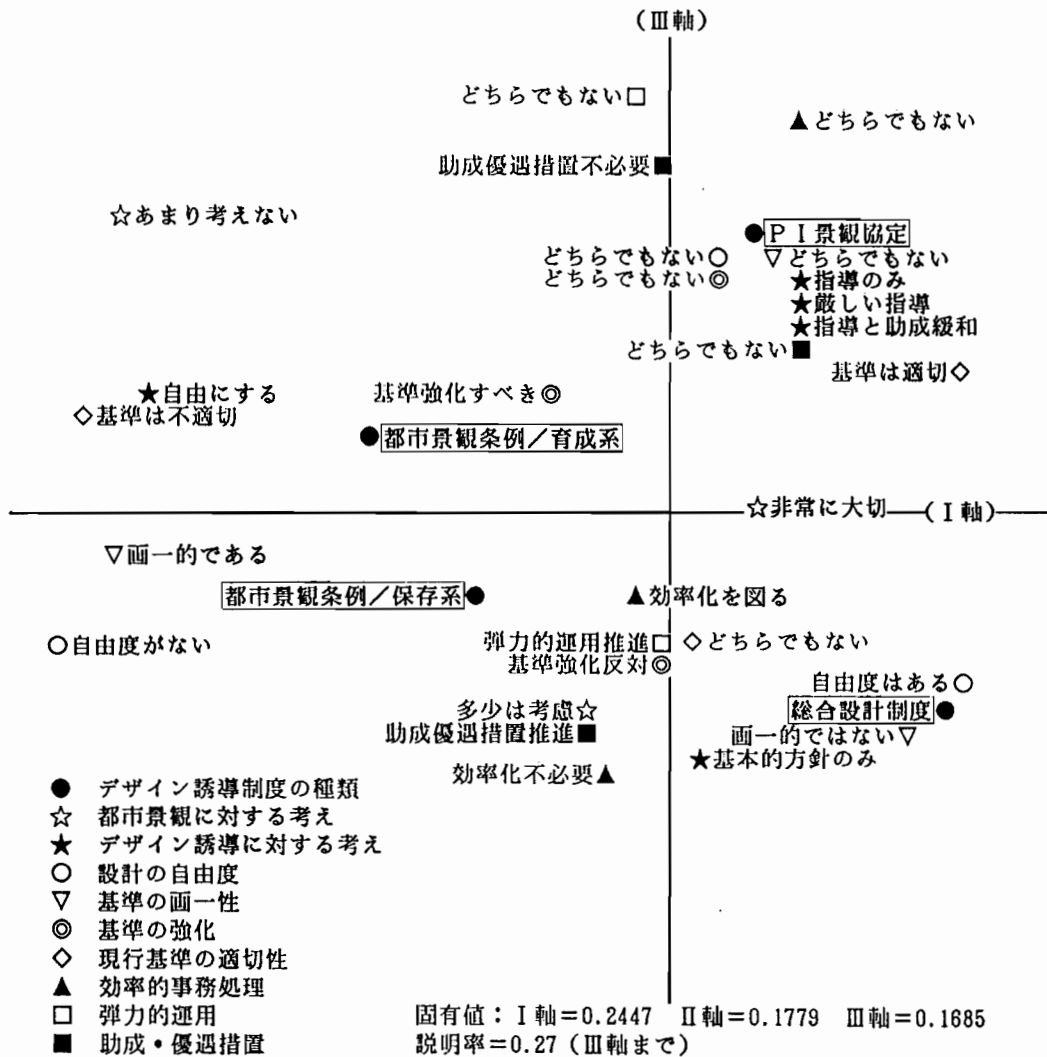 (Ⅲ軸)
どちらでもない□
▲どちらでもない
助成優遇措置不必要■
☆あまり考えない
●ＰＩ景観協定
どちらでもない○
▽どちらでもない
どちらでもない◎
★指導のみ
★厳しい指導
★指導と助成緩和
どちらでもない■
基準は適切◇
★自由にする
基準強化すべき◎
◇基準は不適切
●都市景観条例／育成系
☆非常に大切
(Ⅰ軸)
▽画一的である
都市景観条例／保存系●
▲効率化を図る
○自由度がない
弾力的運用推進□
◇どちらでもない
基準強化反対◎
自由度はある○
多少は考慮☆
総合設計制度●
助成優遇措置推進■
画一的ではない▽
★基本的方針のみ
効率化不必要▲
● デザイン誘導制度の種類
☆ 都市景観に対する考え
★ デザイン誘導に対する考え
○ 設計の自由度
▽ 基準の画一性
◎ 基準の強化
◇ 現行基準の適切性
▲ 効率的事務処理
□ 弾力的運用
■ 助成・優遇措置
固有値：Ⅰ軸＝0.2447 Ⅱ軸＝0.1779 Ⅲ軸＝0.1685
説明率＝0.27（Ⅲ軸まで）